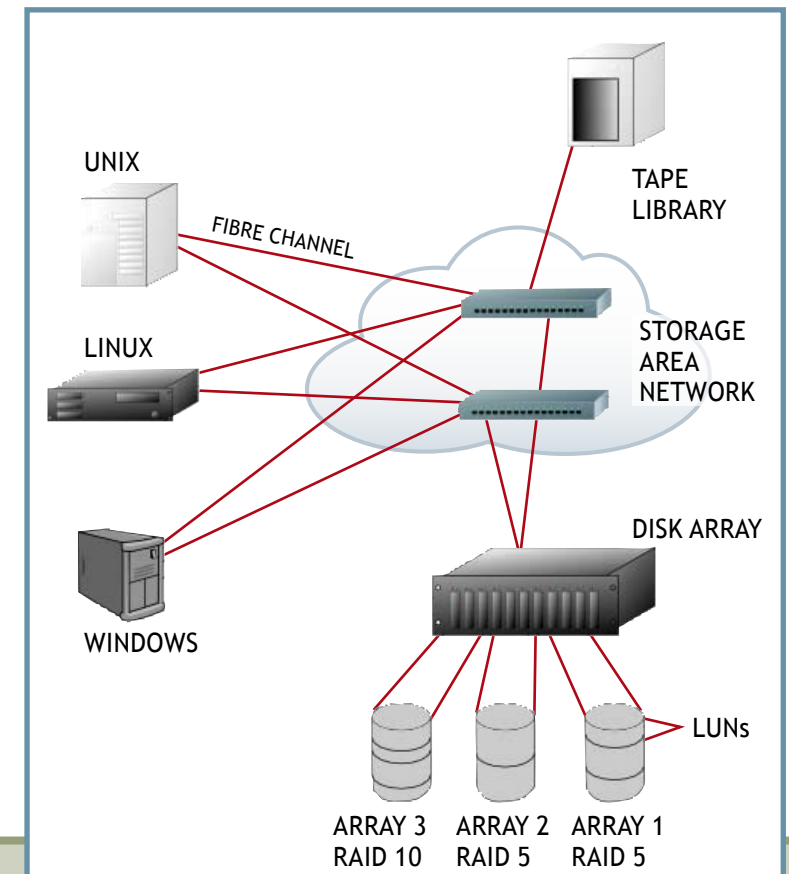 UNIX
FIBRE CHANNEL
TAPE
LIBRARY
LINUX
STORAGE
AREA
NETWORK
DISK ARRAY
WINDOWS
LUNs
ARRAY 3
RAID 10
ARRAY 2
RAID 5
ARRAY 1
RAID 5